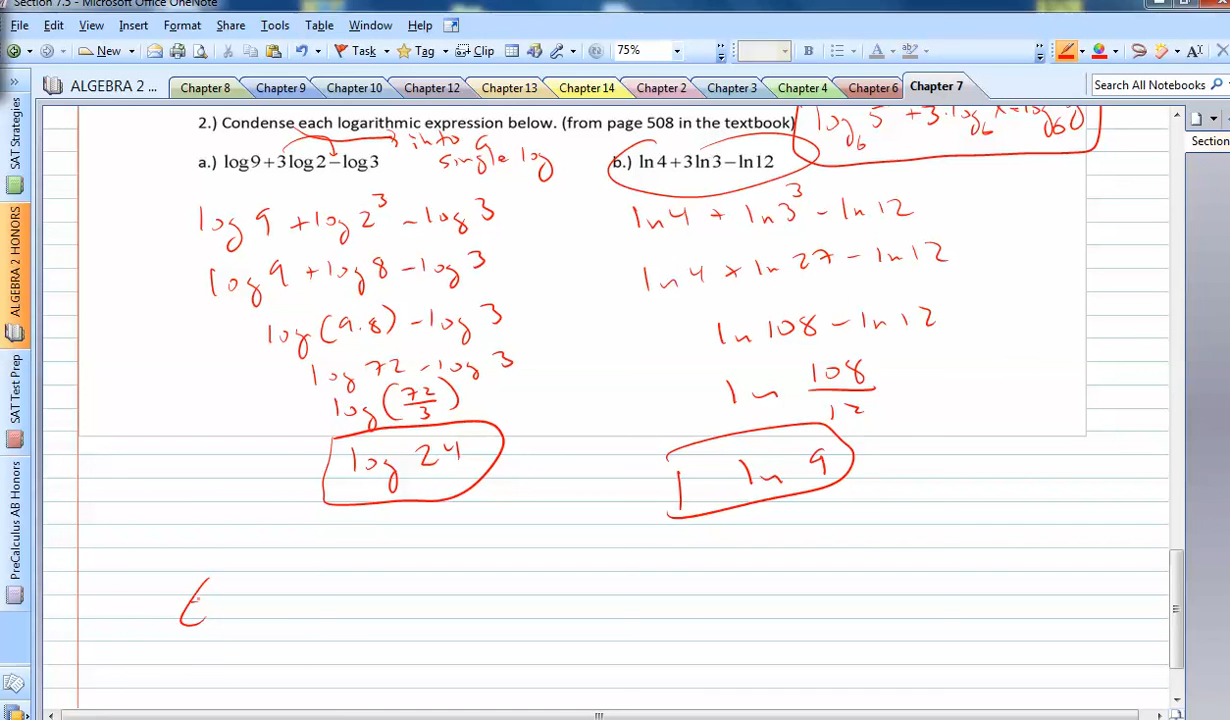 Section 7.5 - Microsoft Office OneNote
File Edit View Insert Format Share Tools Table Window Help
New Task Tag Clip 75% B A ab
ALGEBRA 2 ... Chapter 8 Chapter 9 Chapter 10 Chapter 12 Chapter 13 Chapter 14 Chapter 2 Chapter 3 Chapter 4 Chapter 6 Chapter 7 Search All Notebooks
SAT Strategies
ALGEBRA 2 HONORS
SAT Test Prep
PreCalculus AB Honors
Section
log₆ 5 + 3·log₆ x - log₆
2.) Condense each logarithmic expression below. (from page 508 in the textbook)
into a
single log
a.) log9+3log2−log3
log 9 + log 2³ - log 3
log 9 + log 8 - log 3
log (9·8) - log 3
log 72 - log 3
log (72/3)
log 24
b.) ln4+3ln3−ln12
ln 4 + ln 3³ - ln 12
ln 4 + ln 27 - ln 12
ln 108 - ln 12
ln 108/12
ln 9